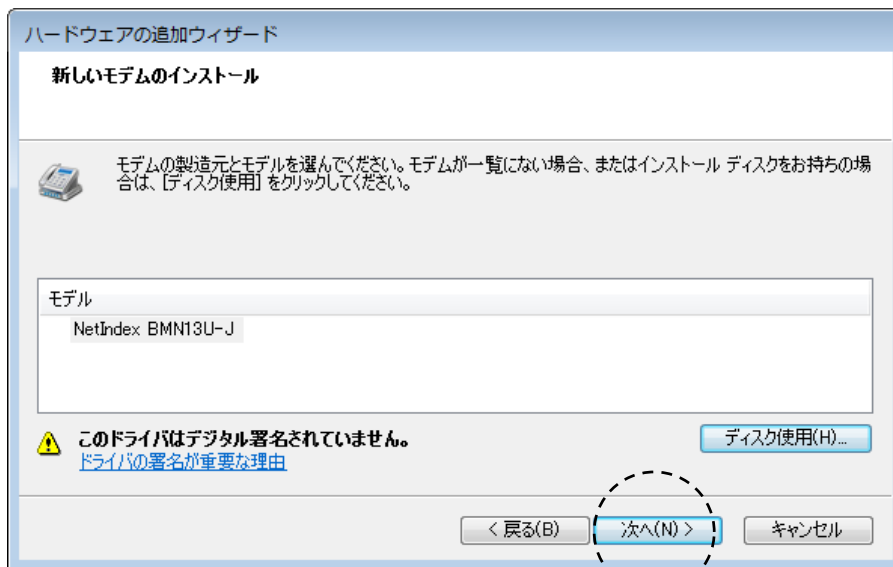 ハードウェアの追加ウィザード
新しいモデムのインストール
モデムの製造元とモデルを選んでください。モデムが一覧にない場合、またはインストール ディスクをお持ちの場
合は、[ディスク使用] をクリックしてください。
モデル
NetIndex BMN13U-J
このドライバはデジタル署名されていません。
ドライバの署名が重要な理由
ディスク使用(H)...
< 戻る(B)
次へ(N) >
キャンセル